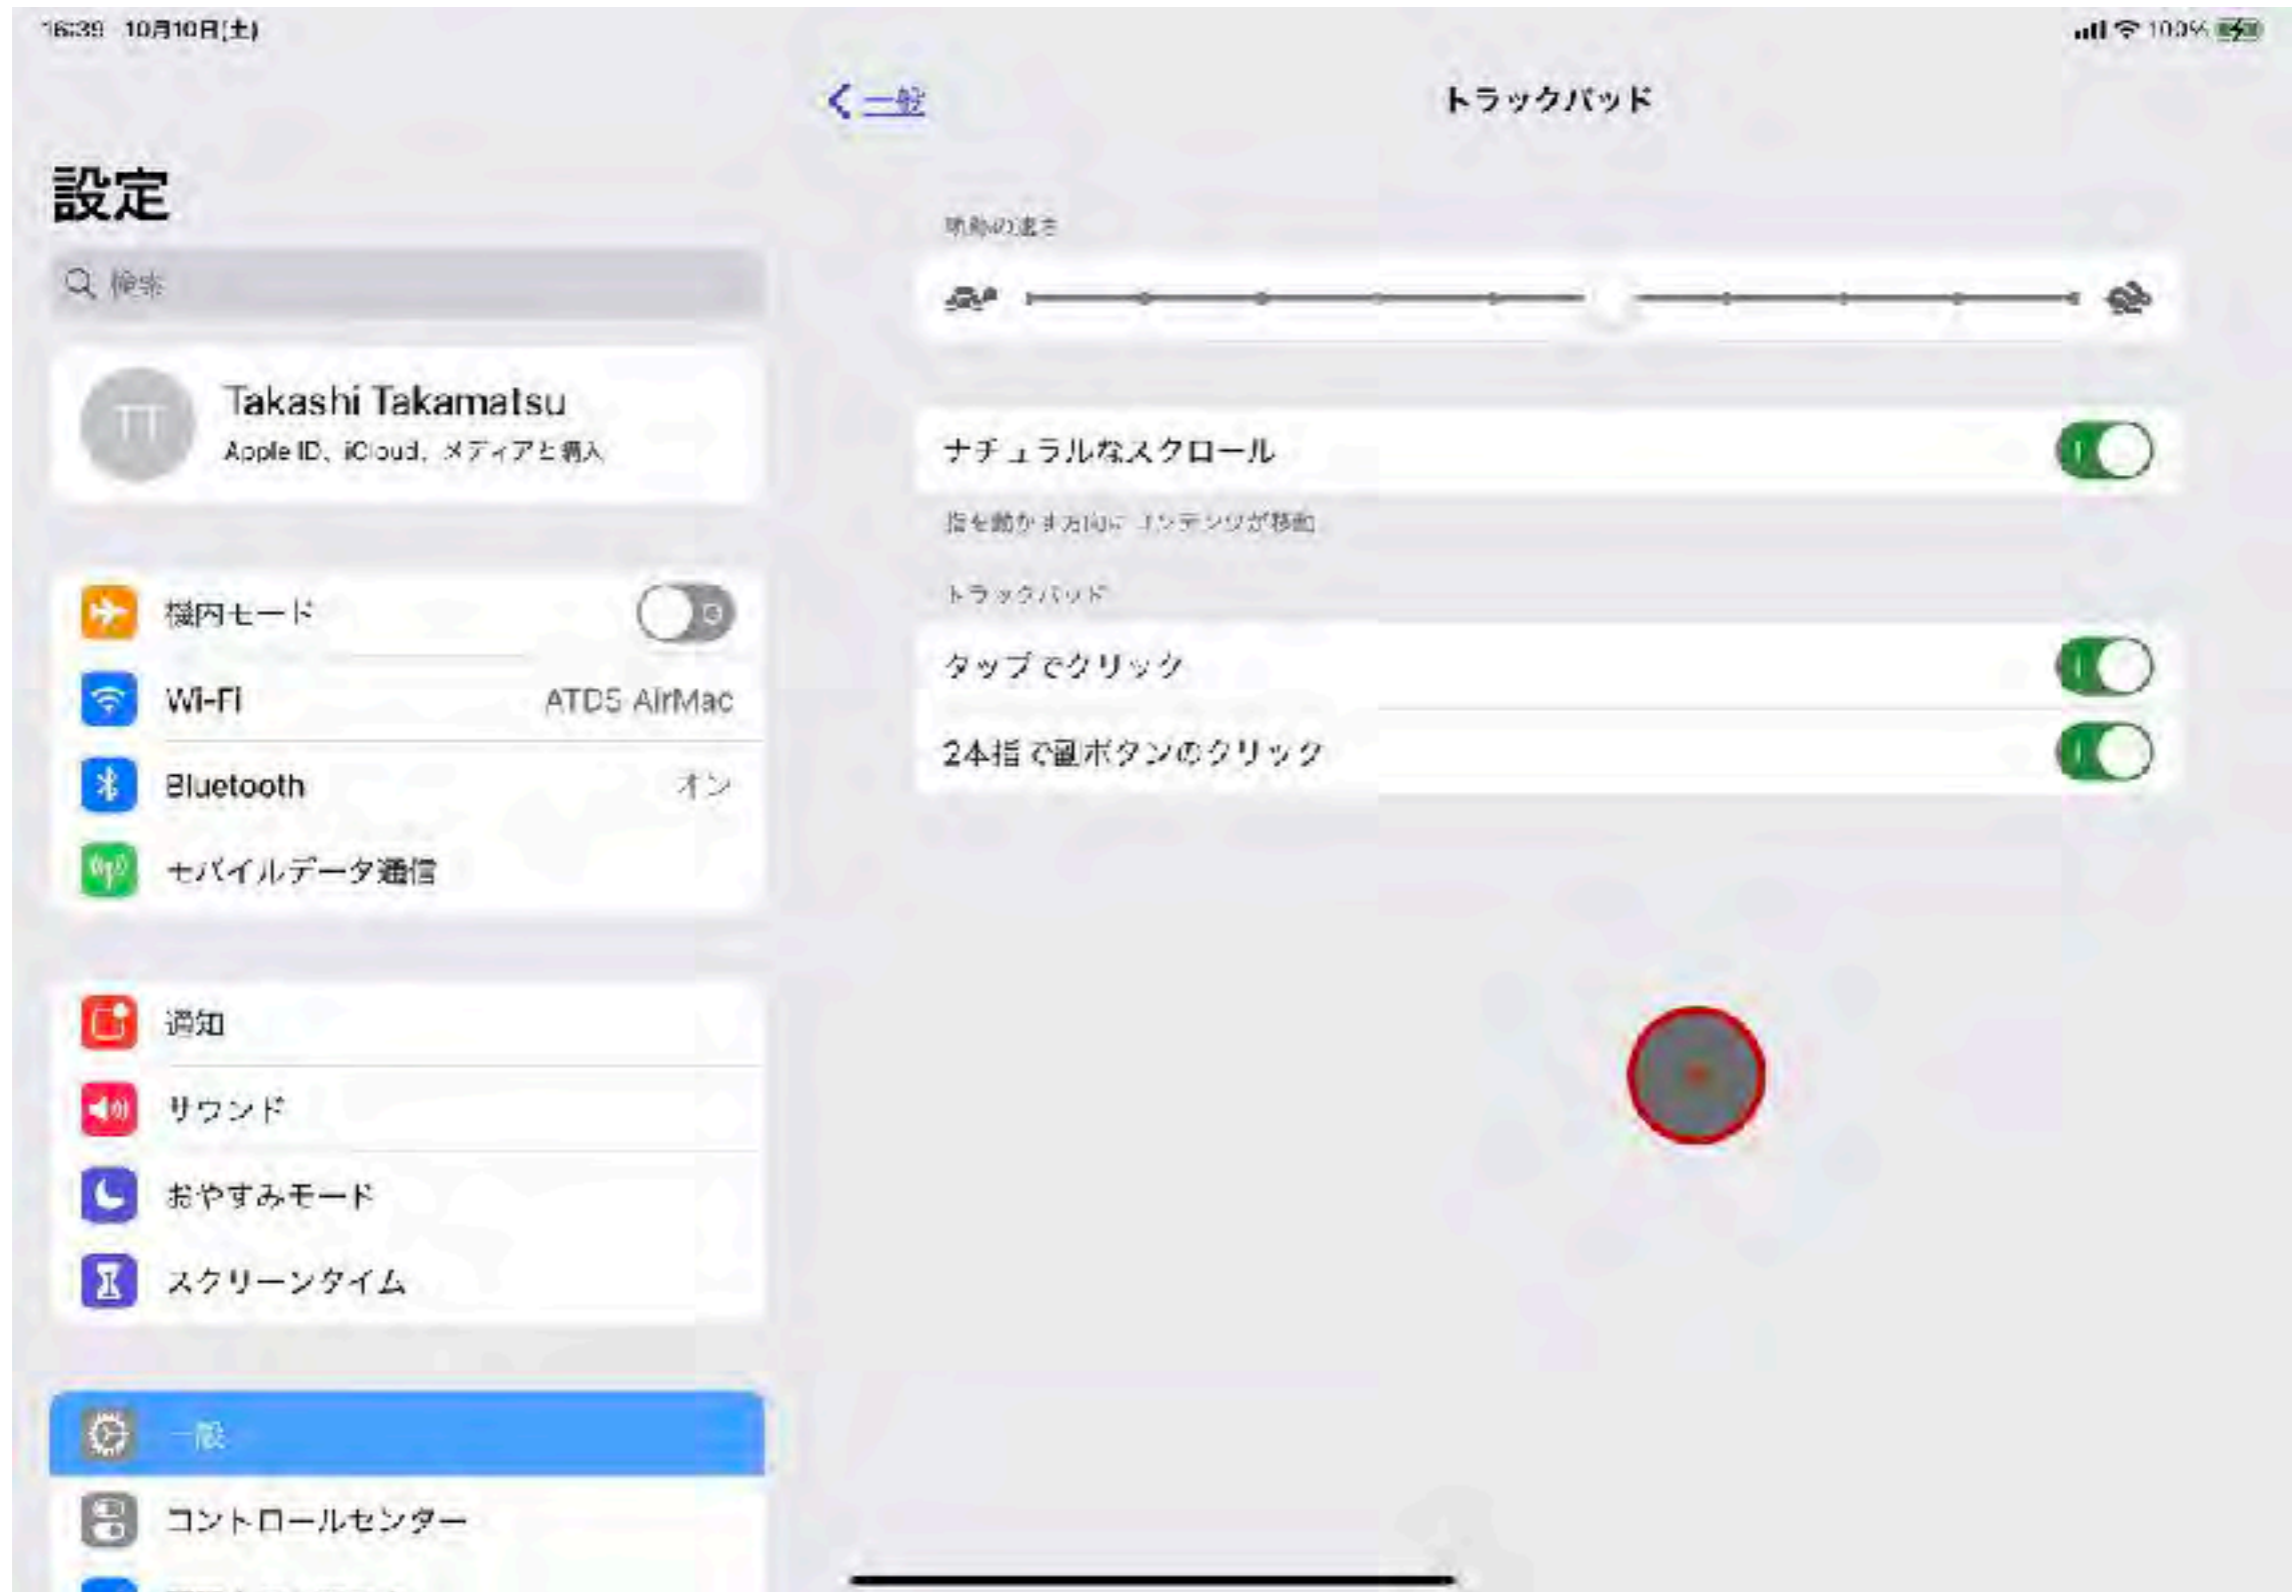 16:39 10月10日(土)
100%
設定
検索
TT
Takashi Takamatsu
Apple ID、iCloud、メディアと購入
機内モード
Wi-Fi
ATDS AirMac
Bluetooth
オン
モバイルデータ通信
通知
サウンド
おやすみモード
スクリーンタイム
一般
コントロールセンター
一般
トラックパッド
軌跡の速さ
ナチュラルなスクロール
指を動かす方向にコンテンツが移動
トラックパッド
タップでクリック
2本指で副ボタンのクリック